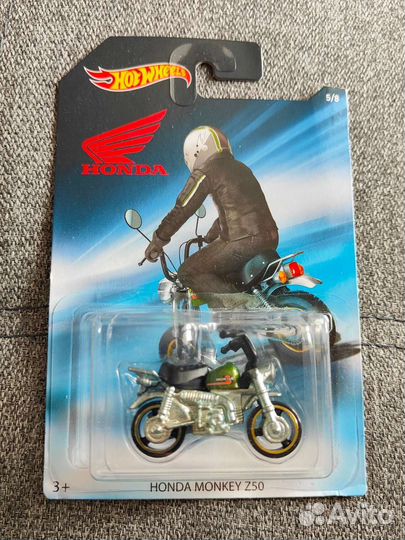 HOT WHEELS
5/8
HONDA
3+
HONDA MONKEY Z50
Avito